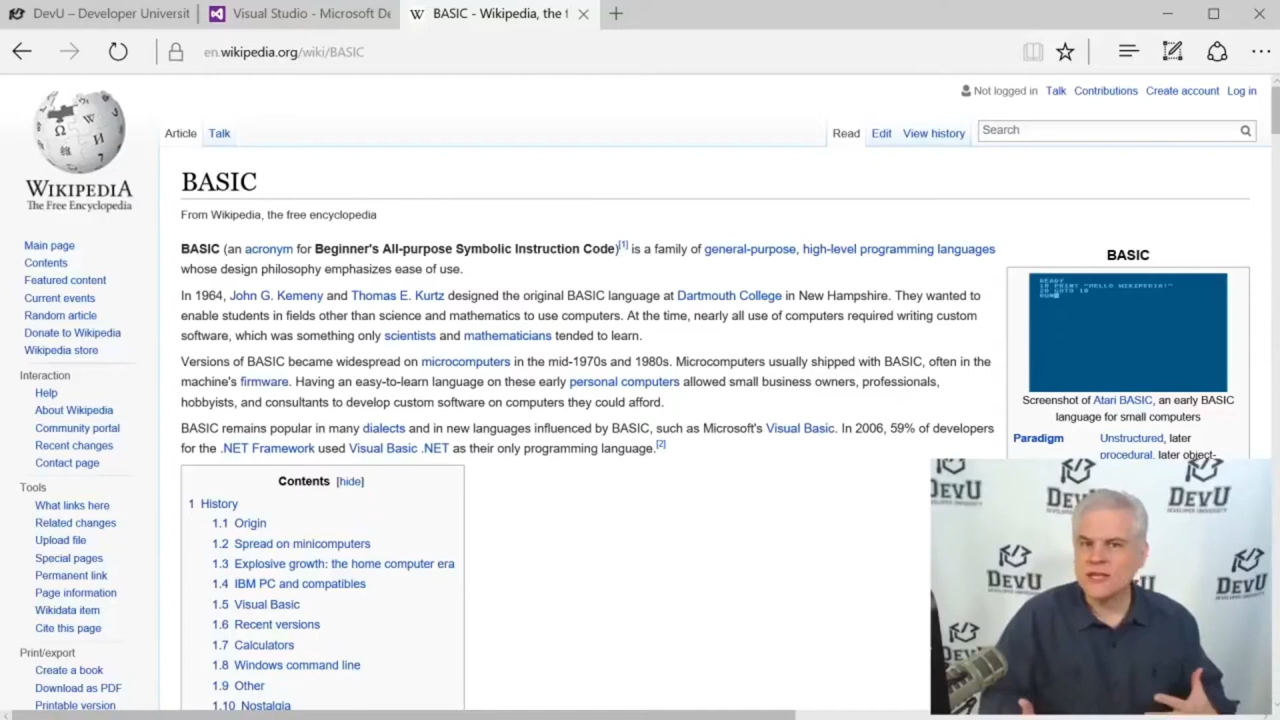 DevU – Developer Universit
Visual Studio - Microsoft De
BASIC - Wikipedia, the f
en.wikipedia.org/wiki/BASIC
Not logged in Talk Contributions Create account Log in
Article Talk Read Edit View history Search
WIKIPEDIA
The Free Encyclopedia
Main page
Contents
Featured content
Current events
Random article
Donate to Wikipedia
Wikipedia store
Interaction
Help
About Wikipedia
Community portal
Recent changes
Contact page
Tools
What links here
Related changes
Upload file
Special pages
Permanent link
Page information
Wikidata item
Cite this page
Print/export
Create a book
Download as PDF
Printable version
BASIC
From Wikipedia, the free encyclopedia
BASIC (an acronym for Beginner's All-purpose Symbolic Instruction Code)[1] is a family of general-purpose, high-level programming languages
whose design philosophy emphasizes ease of use.
In 1964, John G. Kemeny and Thomas E. Kurtz designed the original BASIC language at Dartmouth College in New Hampshire. They wanted to
enable students in fields other than science and mathematics to use computers. At the time, nearly all use of computers required writing custom
software, which was something only scientists and mathematicians tended to learn.
Versions of BASIC became widespread on microcomputers in the mid-1970s and 1980s. Microcomputers usually shipped with BASIC, often in the
machine's firmware. Having an easy-to-learn language on these early personal computers allowed small business owners, professionals,
hobbyists, and consultants to develop custom software on computers they could afford.
BASIC remains popular in many dialects and in new languages influenced by BASIC, such as Microsoft's Visual Basic. In 2006, 59% of developers
for the .NET Framework used Visual Basic .NET as their only programming language.[2]
Contents [hide]
1 History
1.1 Origin
1.2 Spread on minicomputers
1.3 Explosive growth: the home computer era
1.4 IBM PC and compatibles
1.5 Visual Basic
1.6 Recent versions
1.7 Calculators
1.8 Windows command line
1.9 Other
1.10 Nostalgia
BASIC
READY
10 PRINT "HELLO WIKIPEDIA!"
20 GOTO 10
RUN
Screenshot of Atari BASIC, an early BASIC
language for small computers
Paradigm Unstructured, later
procedural, later object-
DevU
DevU
DevU
DevU
DevU
DevU